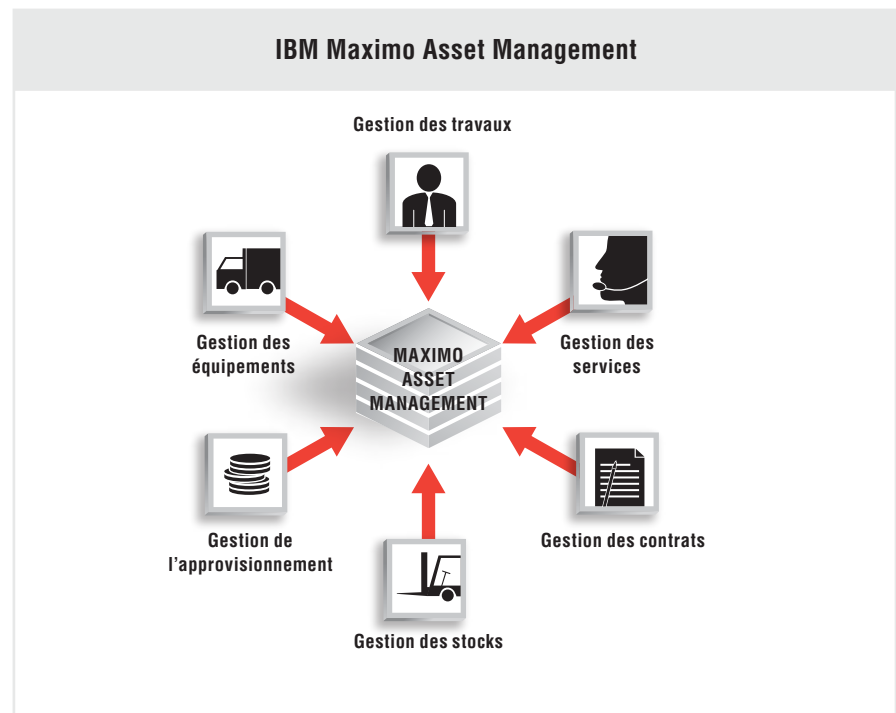 IBM Maximo Asset Management
Gestion des travaux
Gestion des
équipements
Gestion des
services
MAXIMO
ASSET
MANAGEMENT
Gestion de
l'approvisionnement
Gestion des contrats
Gestion des stocks